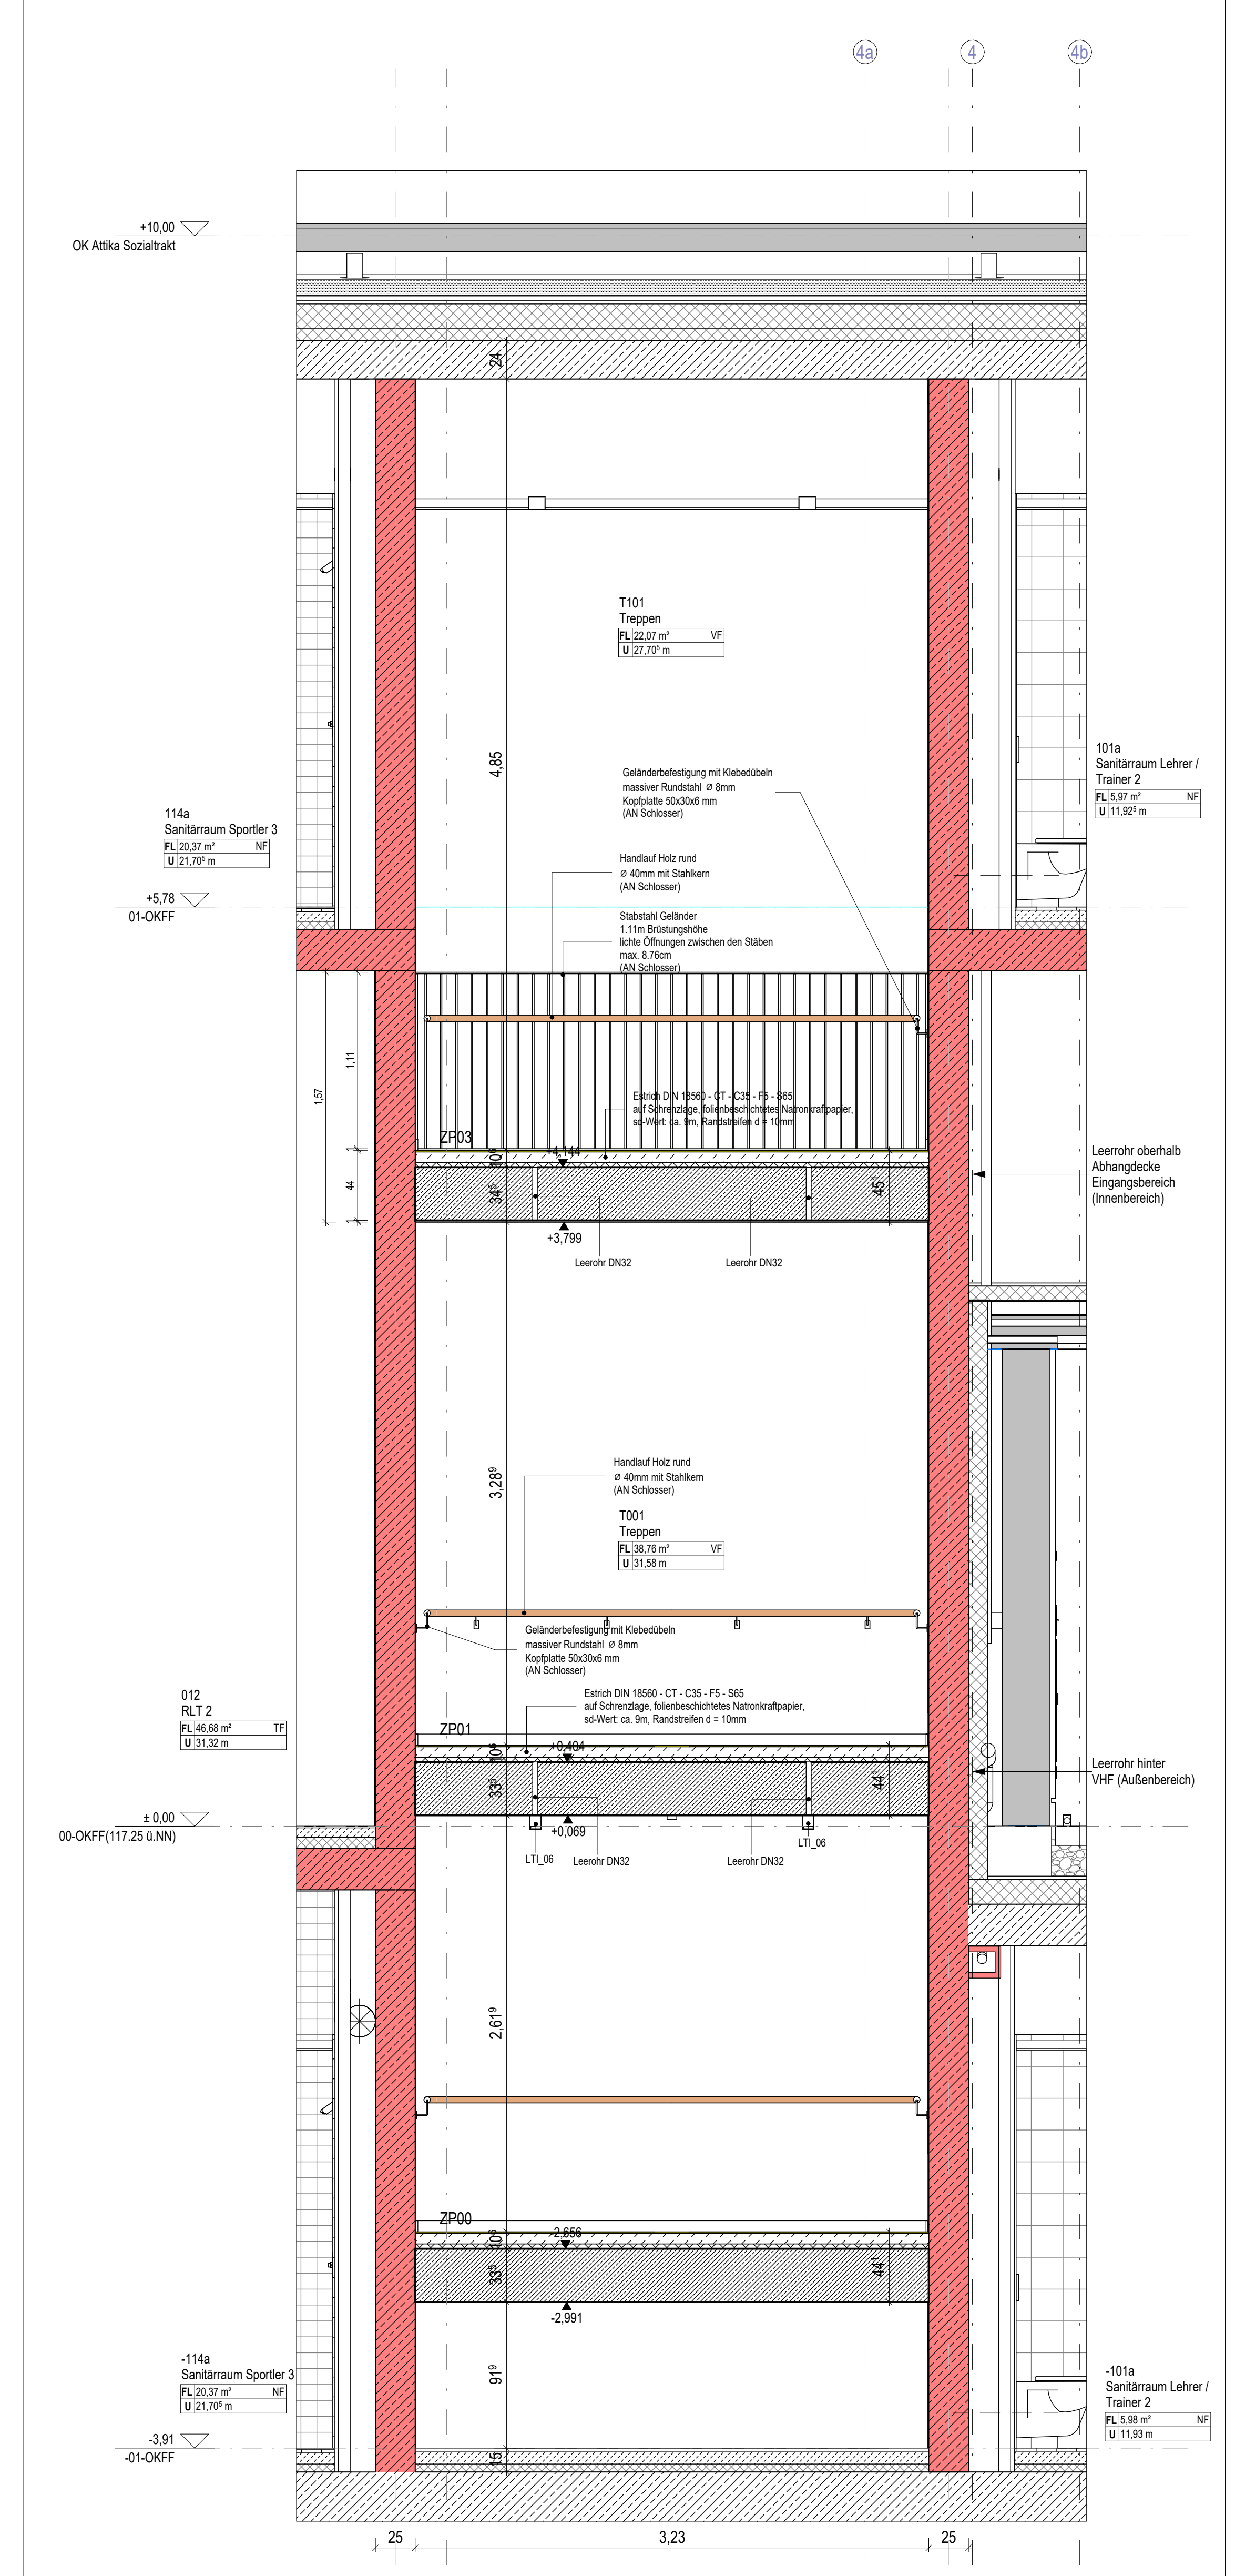 4a
4
4b
+10,00
OK Attika Sozialtrakt
24
T101
Treppen
FL 22,07 m² VF
U 27,70⁵ m
4,85
101a
Sanitärraum Lehrer /
Trainer 2
FL 5,97 m² NF
U 11,92⁵ m
Geländerbefestigung mit Klebedübeln
massiver Rundstahl ∅ 8mm
Kopfplatte 50x30x6 mm
(AN Schlosser)
114a
Sanitärraum Sportler 3
FL 20,37 m² NF
U 21,70⁵ m
Handlauf Holz rund
∅ 40mm mit Stahlkern
(AN Schlosser)
+5,78
01-OKFF
Stabstahl Geländer
1.11m Brüstungshöhe
lichte Öffnungen zwischen den Stäben
max. 8.76cm
(AN Schlosser)
1,57
1,11
1
44
1
Estrich DIN 18560 - CT - C35 - F5 - S65
auf Schrenzlage, folienbeschichtetes Natronkraftpapier,
sd-Wert: ca. 9m, Randstreifen d = 10mm
ZP03
+4,144
10⁶
34⁵
45¹
+3,799
Leerrohr oberhalb
Abhangdecke
Eingangsbereich
(Innenbereich)
Leerohr DN32
Leerohr DN32
3,28⁹
Handlauf Holz rund
∅ 40mm mit Stahlkern
(AN Schlosser)
T001
Treppen
FL 38,76 m² VF
U 31,58 m
Geländerbefestigung mit Klebedübeln
massiver Rundstahl ∅ 8mm
Kopfplatte 50x30x6 mm
(AN Schlosser)
012
RLT 2
FL 46,68 m² TF
U 31,32 m
Estrich DIN 18560 - CT - C35 - F5 - S65
auf Schrenzlage, folienbeschichtetes Natronkraftpapier,
sd-Wert: ca. 9m, Randstreifen d = 10mm
ZP01
+0,404
10⁶
33⁵
44¹
+0,069
Leerrohr hinter
VHF (Außenbereich)
± 0,00
00-OKFF(117.25 ü.NN)
LTI_06
Leerohr DN32
Leerohr DN32
LTI_06
2,61⁹
ZP00
-2,656
10⁶
33⁵
44¹
-2,991
91⁹
-114a
Sanitärraum Sportler 3
FL 20,37 m² NF
U 21,70⁵ m
-101a
Sanitärraum Lehrer /
Trainer 2
FL 5,98 m² NF
U 11,93 m
-3,91
-01-OKFF
15
25
3,23
25